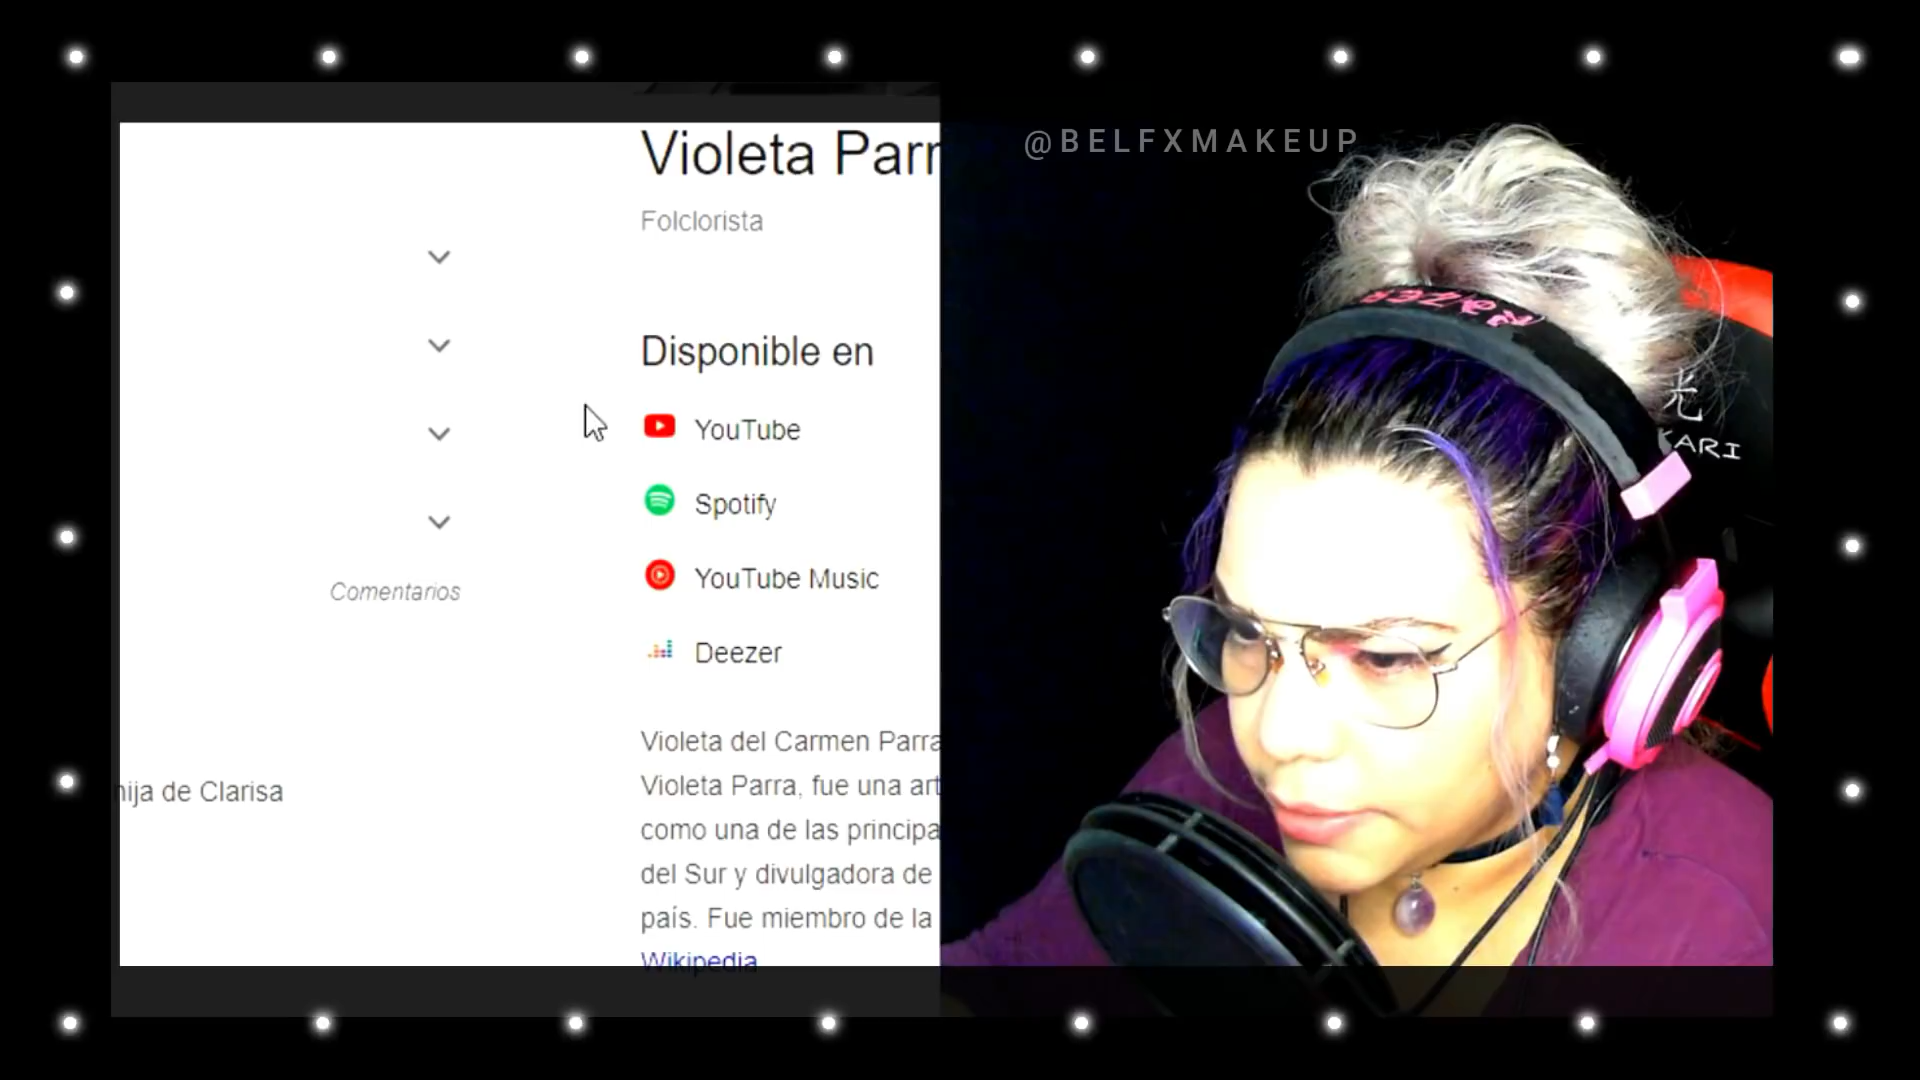 @BELFXMAKEUP
Violeta Parr
Folclorista
Disponible en
YouTube
Spotify
YouTube Music
Deezer
Comentarios
Violeta del Carmen Parra
Violeta Parra, fue una art
como una de las principa
del Sur y divulgadora de
país. Fue miembro de la
Wikipedia
hija de Clarisa
RAZER
光
KARI